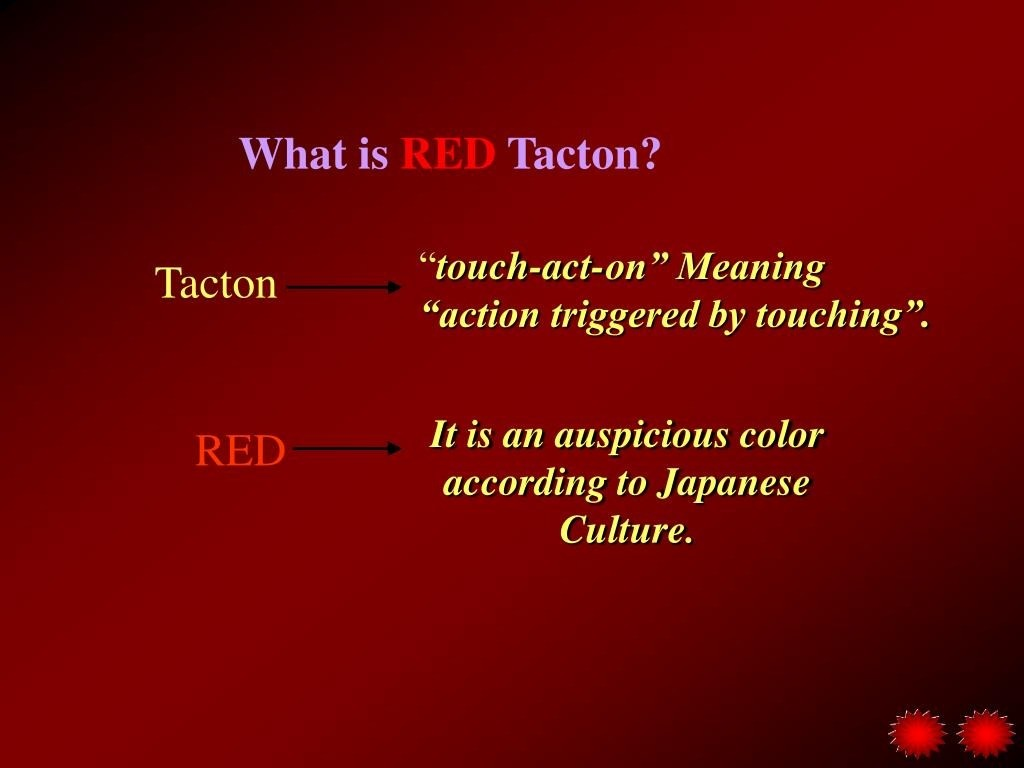 What is RED Tacton?
Tacton
“touch-act-on” Meaning
“action triggered by touching”.
RED
It is an auspicious color
according to Japanese
Culture.